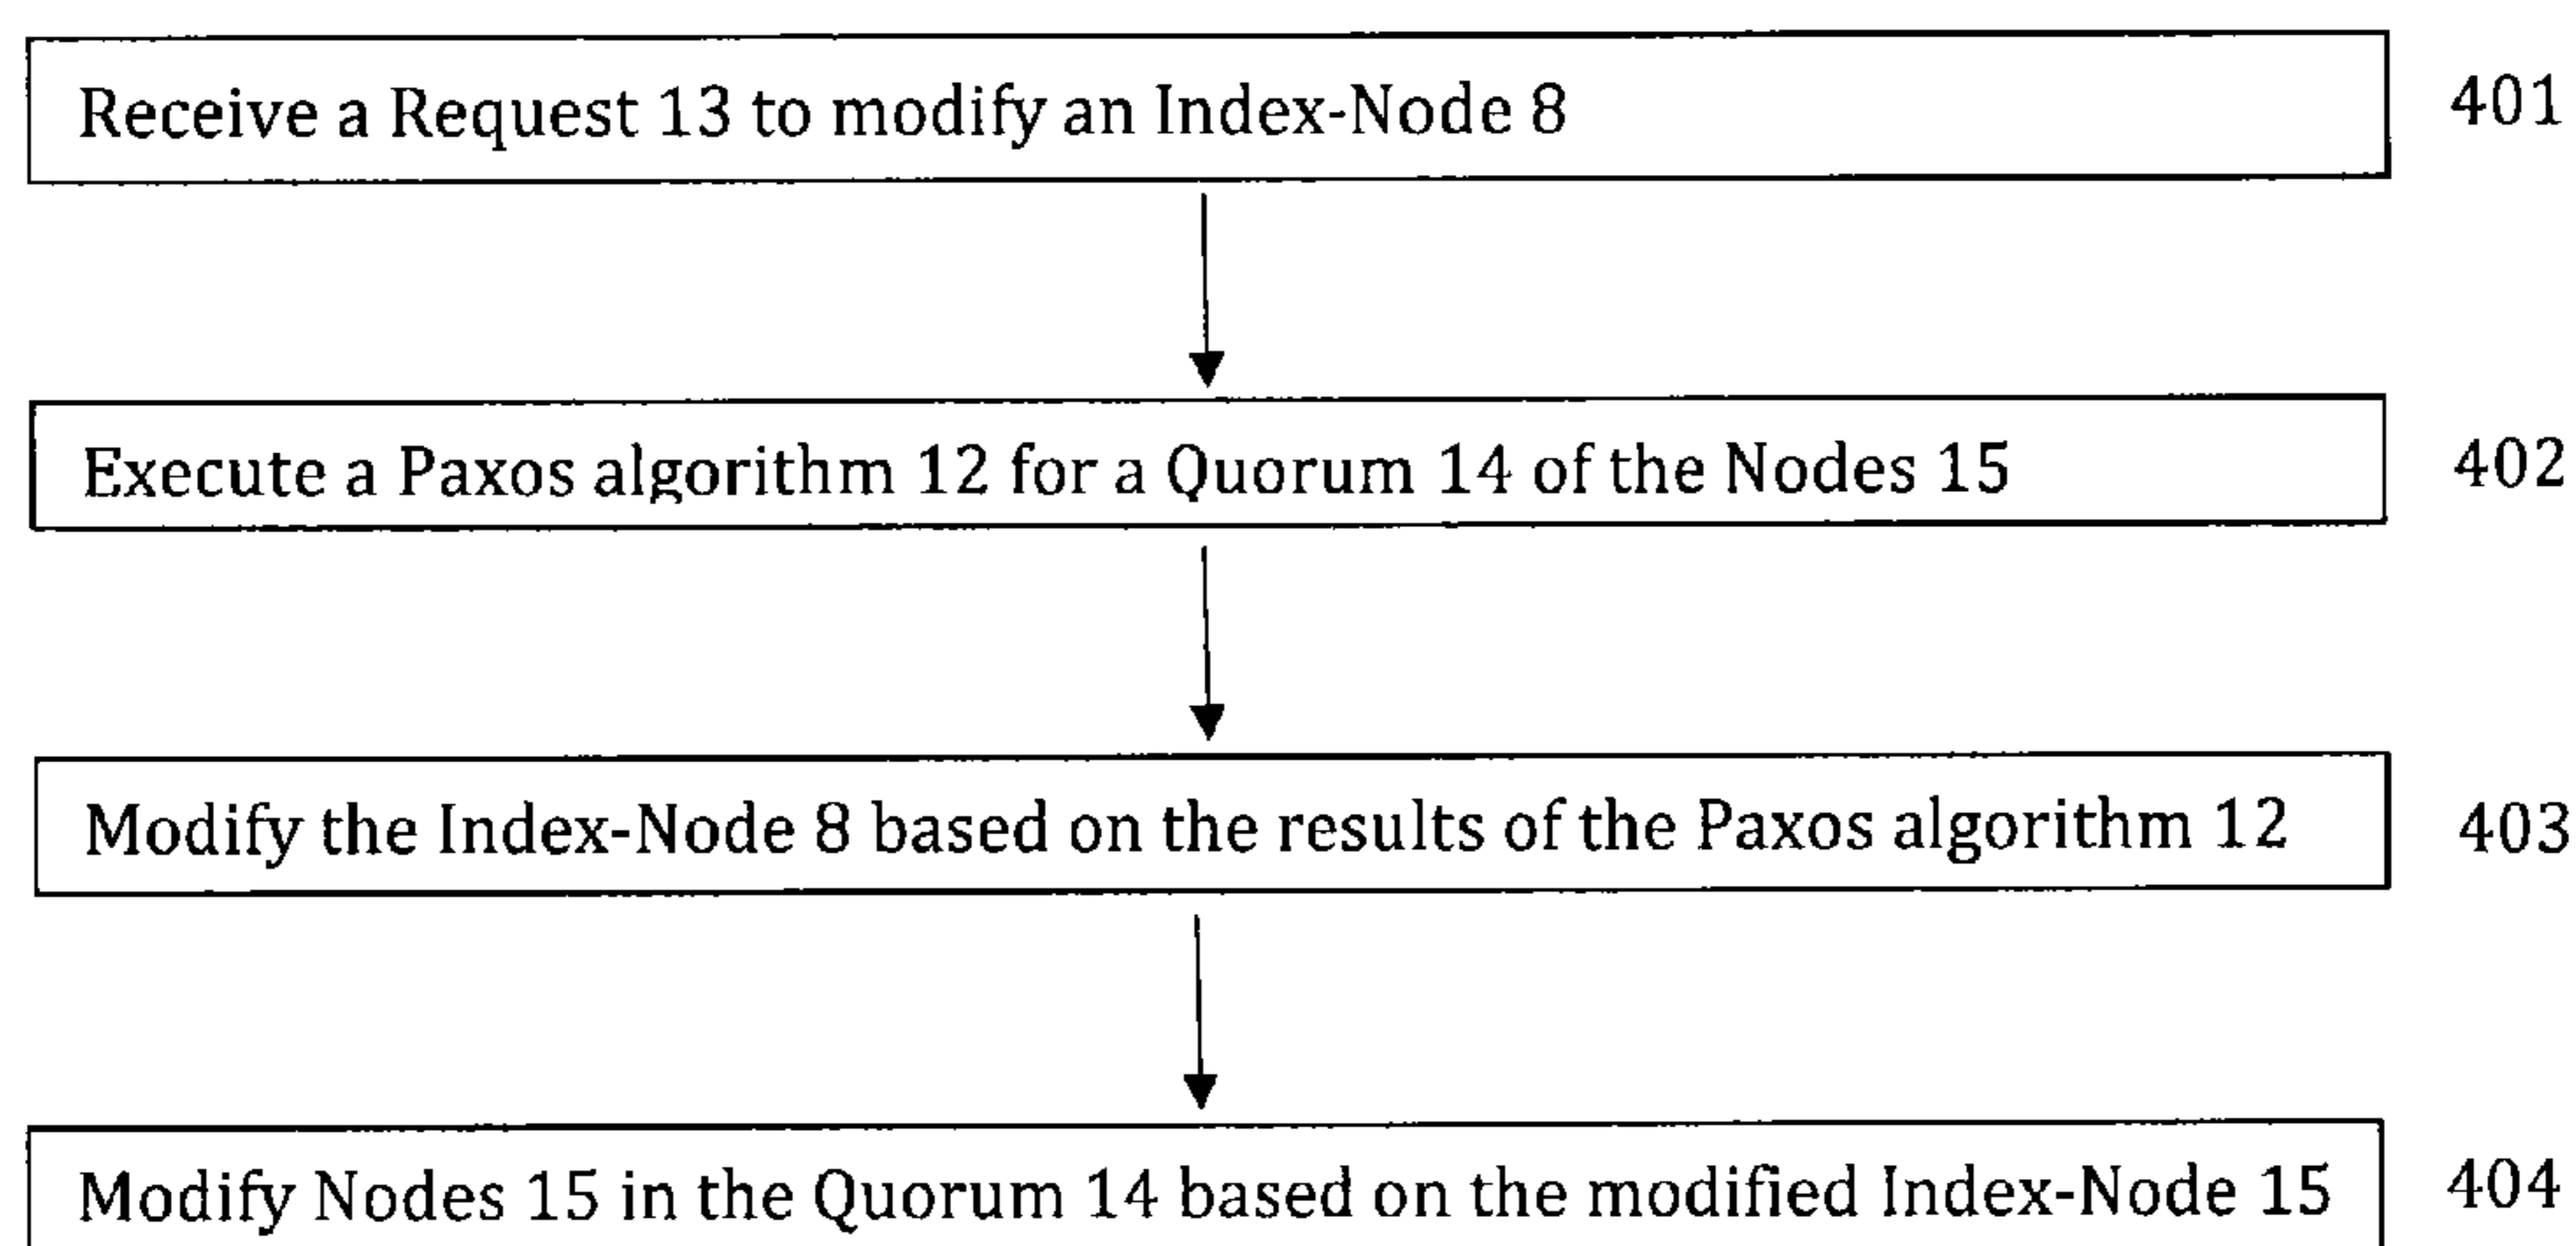 Receive a Request 13 to modify an Index-Node 8 401
Execute a Paxos algorithm 12 for a Quorum 14 of the Nodes 15 402
Modify the Index-Node 8 based on the results of the Paxos algorithm 12 403
Modify Nodes 15 in the Quorum 14 based on the modified Index-Node 15 404